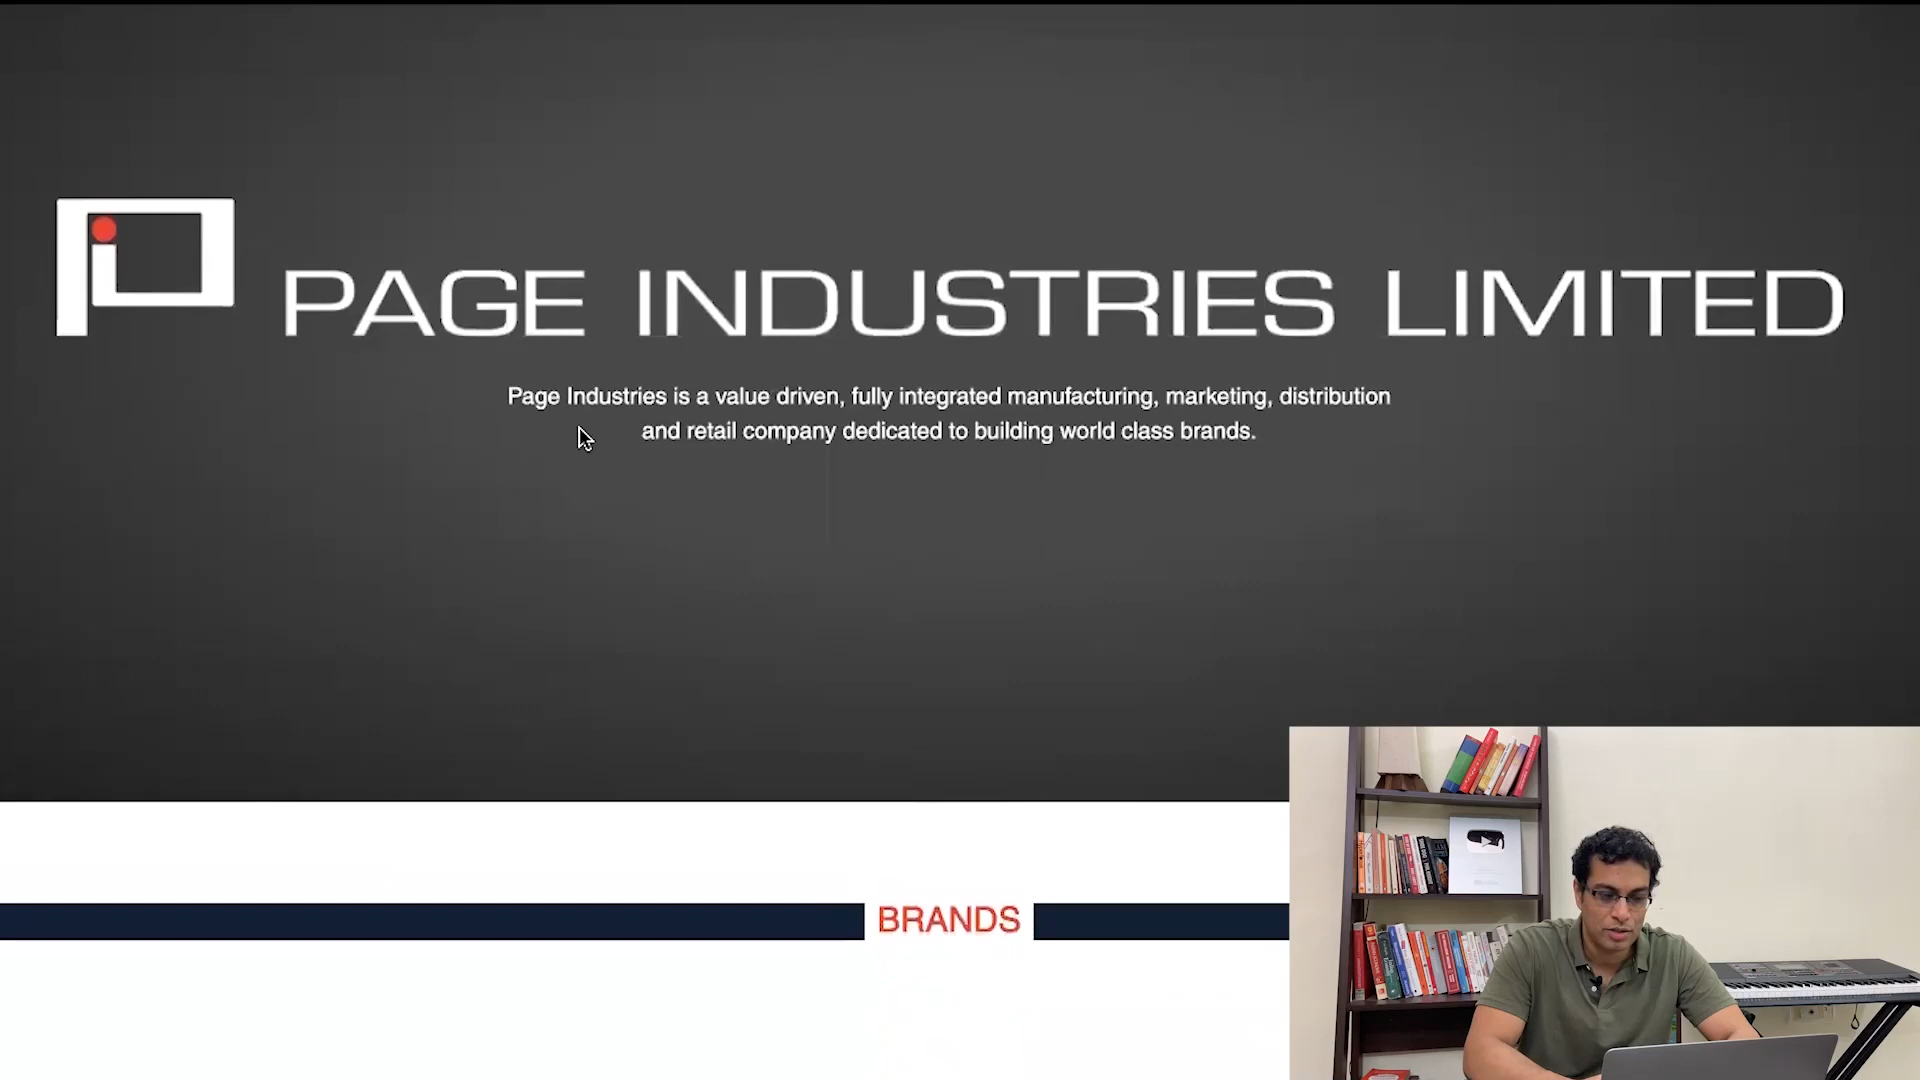 PAGE INDUSTRIES LIMITED
Page Industries is a value driven, fully integrated manufacturing, marketing, distribution
and retail company dedicated to building world class brands.
BRANDS